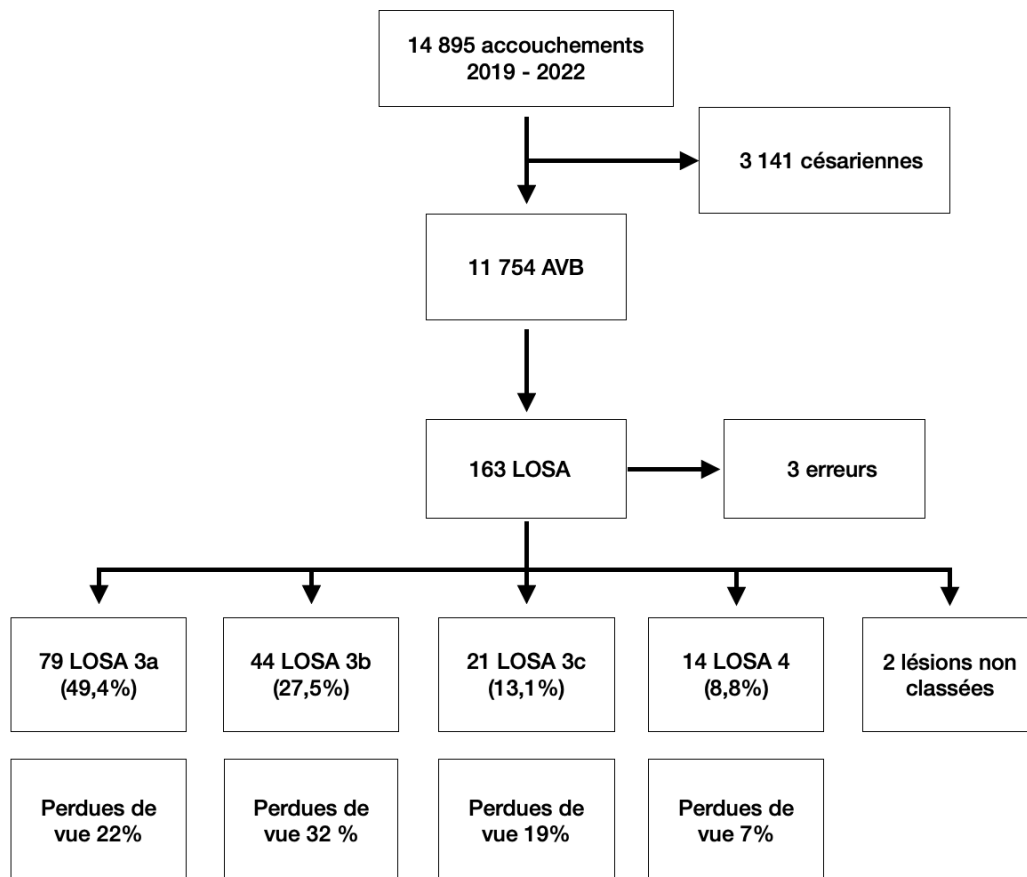 14 895 accouchements
2019 - 2022
3 141 césariennes
11 754 AVB
163 LOSA
3 erreurs
79 LOSA 3a
(49,4%)
44 LOSA 3b
(27,5%)
21 LOSA 3c
(13,1%)
14 LOSA 4
(8,8%)
2 lésions non
classées
Perdues de
vue 22%
Perdues de
vue 32 %
Perdues de
vue 19%
Perdues de
vue 7%